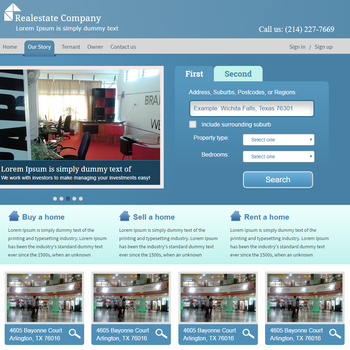 Realestate Company
Lorem Ipsum is simply dummy text
Call us: (214) 227-7669
Home Our Story Ternant Owner Contact us Sign in / Sign up
First Second
Address, Suburbs, Postcodes, or Regions
Example: Wichita Falls, Texas 76301
Include surrounding suburb
Property type: Select one
Bedrooms: Select one
Search
Lorem Ipsum is simply dummy text of
We work with investors to make managing your investments easy!
Buy a home
Lorem Ipsum is simply dummy text of the
printing and typesetting industry. Lorem
Ipsum has been the industry's standard
dummy text ever since the 1500s, when an
unknown
Sell a home
Lorem Ipsum is simply dummy text of the
printing and typesetting industry. Lorem
Ipsum has been the industry's standard
dummy text ever since the 1500s, when an
unknown
Rent a home
Lorem Ipsum is simply dummy text of the
printing and typesetting industry. Lorem
Ipsum has been the industry's standard
dummy text ever since the 1500s, when an
unknown
4605 Bayonne Court
Arlington, TX 76016
4605 Bayonne Court
Arlington, TX 76016
4605 Bayonne Court
Arlington, TX 76016
4605 Bayonne Court
Arlington, TX 76016